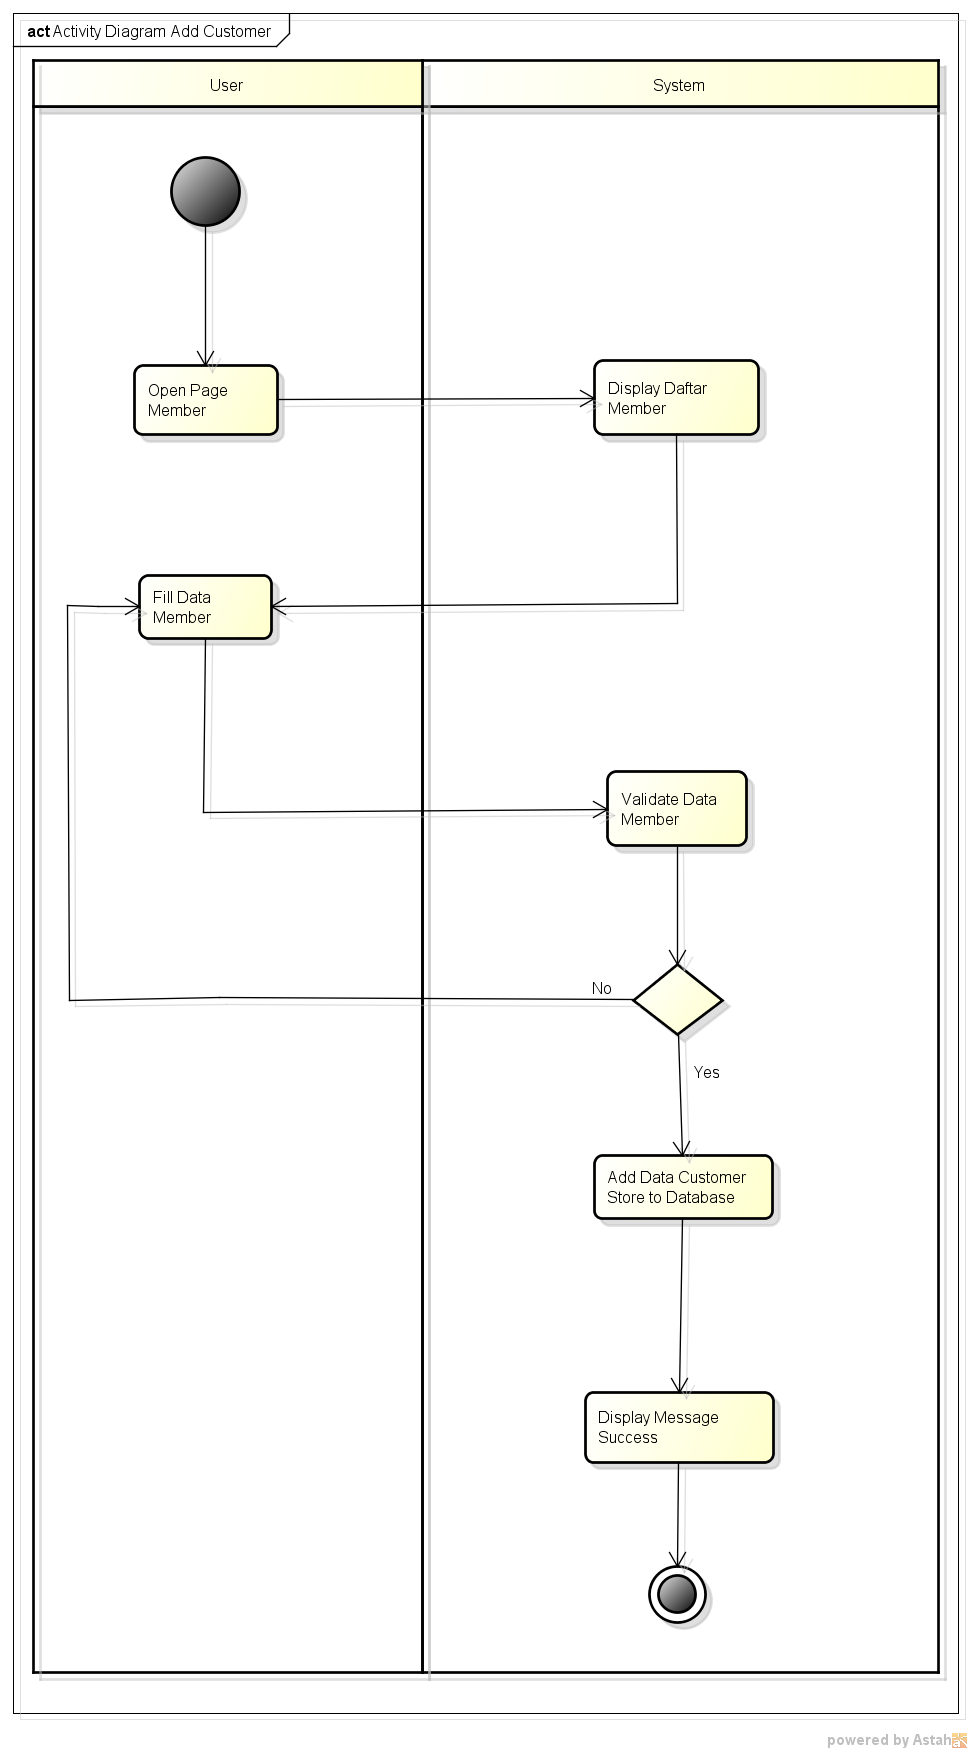 act Activity Diagram Add Customer
User
System
Open Page
Member
Display Daftar
Member
Fill Data
Member
Validate Data
Member
No
Yes
Add Data Customer
Store to Database
Display Message
Success
powered by Astah